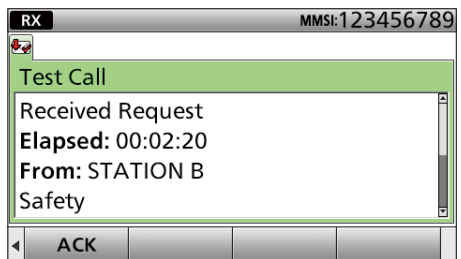 RX MMSI:123456789
Test Call
Received Request
Elapsed: 00:02:20
From: STATION B
Safety
ACK